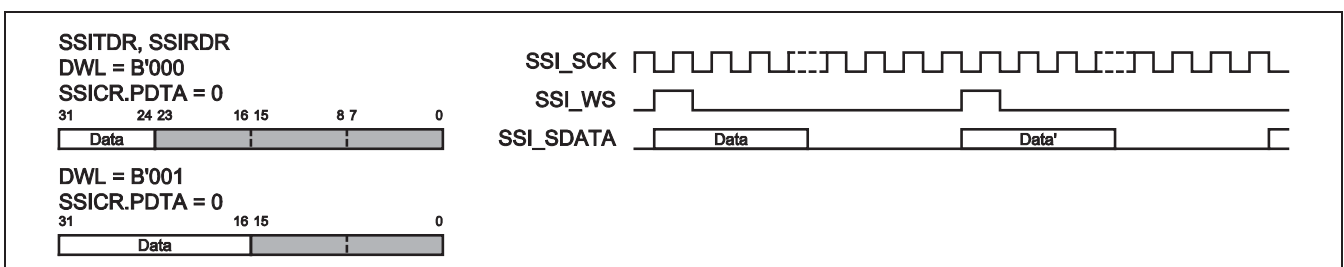 SSITDR, SSIRDR
DWL = B'000
SSICR.PDTA = 0
31 24 23 16 15 8 7 0
Data
DWL = B'001
SSICR.PDTA = 0
31 16 15 0
Data
SSI_SCK
SSI_WS
SSI_SDATA Data Data'